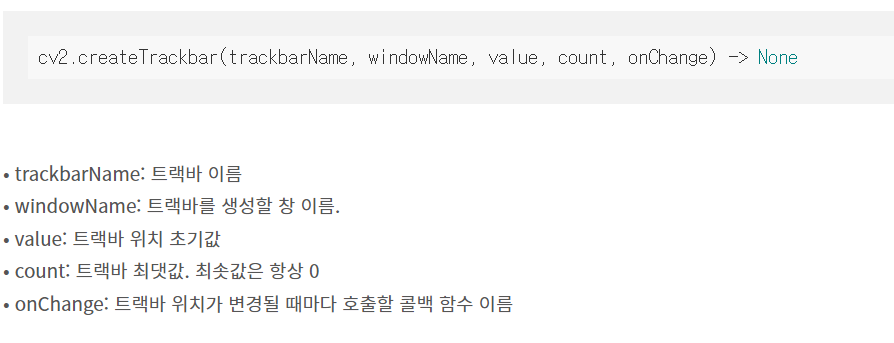 cv2.createTrackbar(trackbarName, windowName, value, count, onChange) -> None
• trackbarName: 트랙바 이름
• windowName: 트랙바를 생성할 창 이름.
• value: 트랙바 위치 초기값
• count: 트랙바 최댓값. 최솟값은 항상 0
• onChange: 트랙바 위치가 변경될 때마다 호출할 콜백 함수 이름